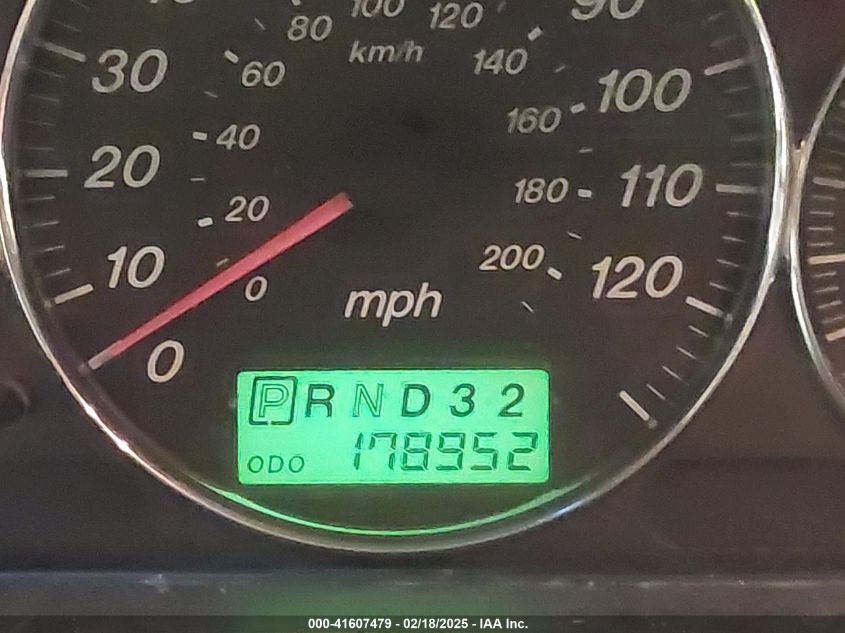 80 100 120 90
km/h
30 60 140 100
40 160
20 20 180 110
10 0 200 120
mph
0
P R N D 3 2
ODO 178952
000-41607479 - 02/18/2025 - IAA Inc.